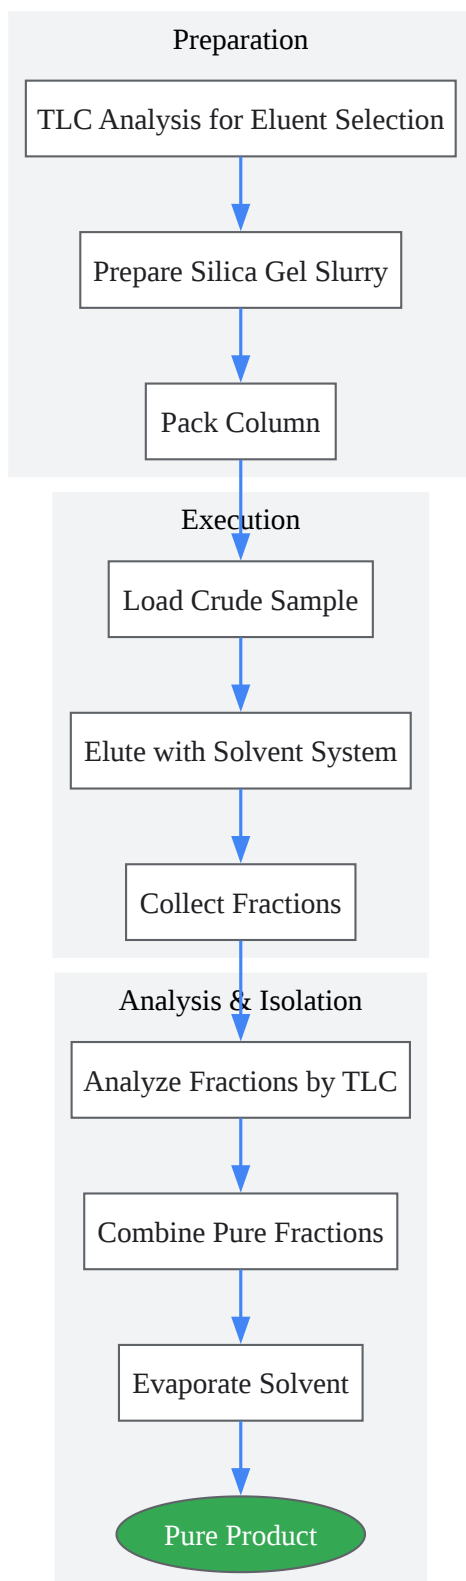 Preparation
TLC Analysis for Eluent Selection
Prepare Silica Gel Slurry
Pack Column
Execution
Load Crude Sample
Elute with Solvent System
Collect Fractions
Analysis & Isolation
Analyze Fractions by TLC
Combine Pure Fractions
Evaporate Solvent
Pure Product